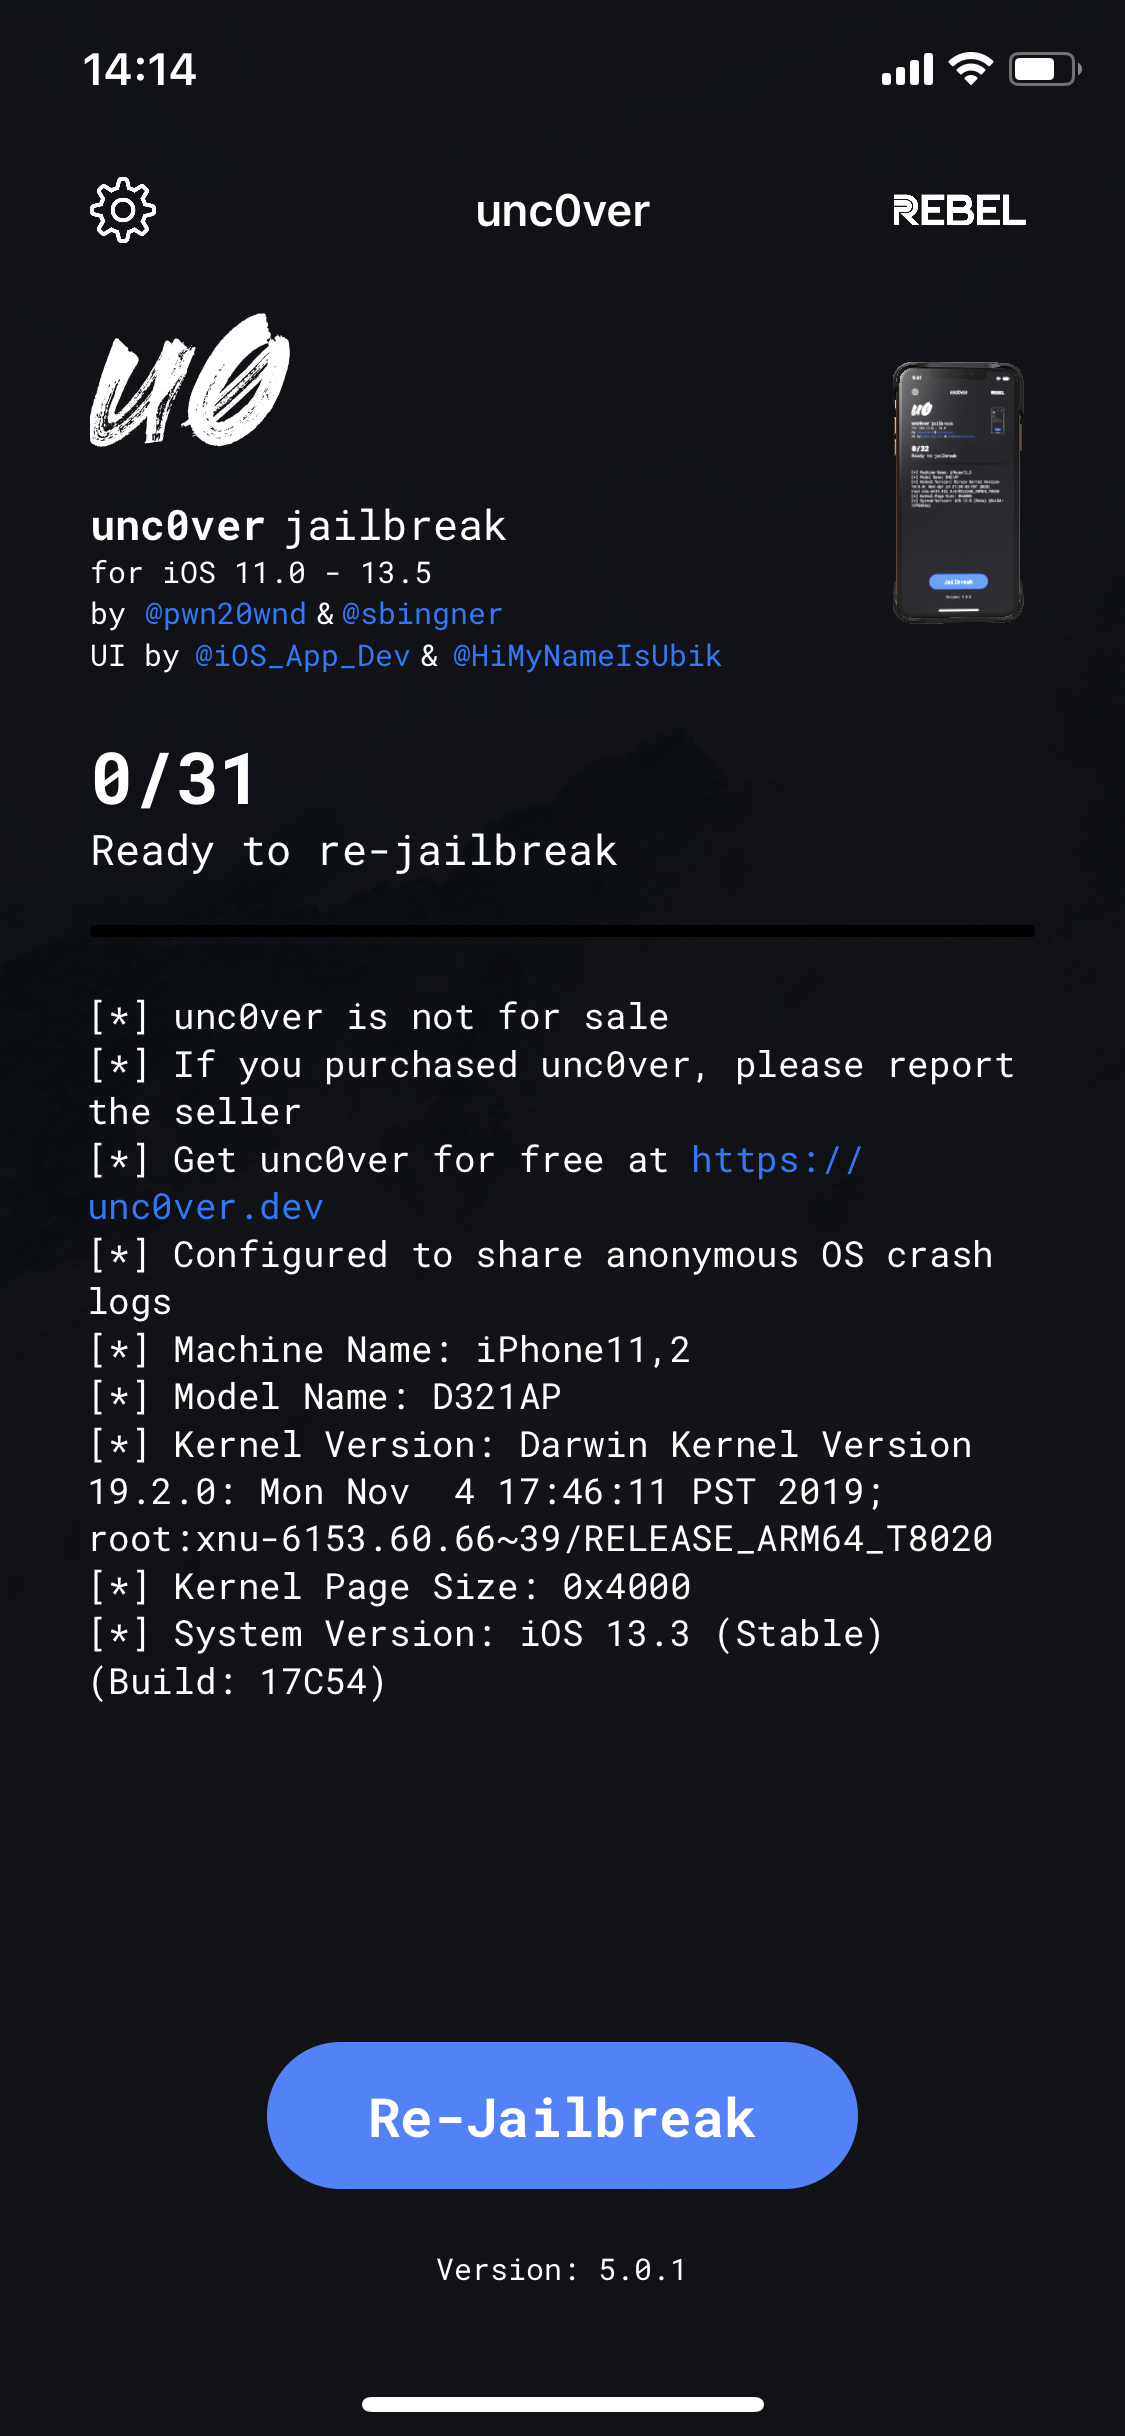 14:14
unc0ver
REBEL
u0
unc0ver jailbreak
for iOS 11.0 - 13.5
by @pwn20wnd & @sbingner
UI by @iOS_App_Dev & @HiMyNameIsUbik
0/31
Ready to re-jailbreak
[*] unc0ver is not for sale
[*] If you purchased unc0ver, please report
the seller
[*] Get unc0ver for free at https://
unc0ver.dev
[*] Configured to share anonymous OS crash
logs
[*] Machine Name: iPhone11,2
[*] Model Name: D321AP
[*] Kernel Version: Darwin Kernel Version
19.2.0: Mon Nov  4 17:46:11 PST 2019;
root:xnu-6153.60.66~39/RELEASE_ARM64_T8020
[*] Kernel Page Size: 0x4000
[*] System Version: iOS 13.3 (Stable)
(Build: 17C54)
Re-Jailbreak
Version: 5.0.1